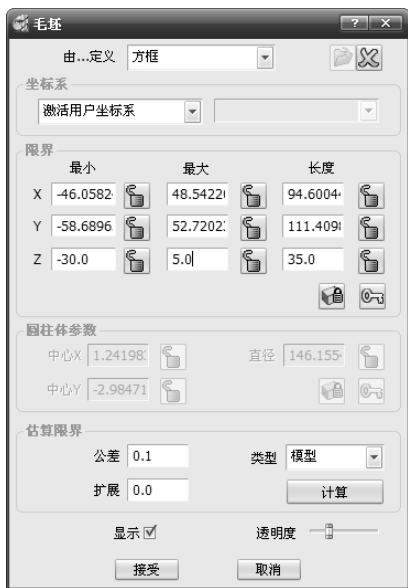 毛坯
由...定义 方框
坐标系
激活用户坐标系
限界
最小 最大 长度
X -46.0582 48.5422 94.6004
Y -58.6896 52.7202 111.409
Z -30.0 5.0 35.0
圆柱体参数
中心X 1.2419 直径 146.155
中心Y -2.98471
估算限界
公差 0.1 类型 模型
扩展 0.0 计算
显示 透明度
接受 取消